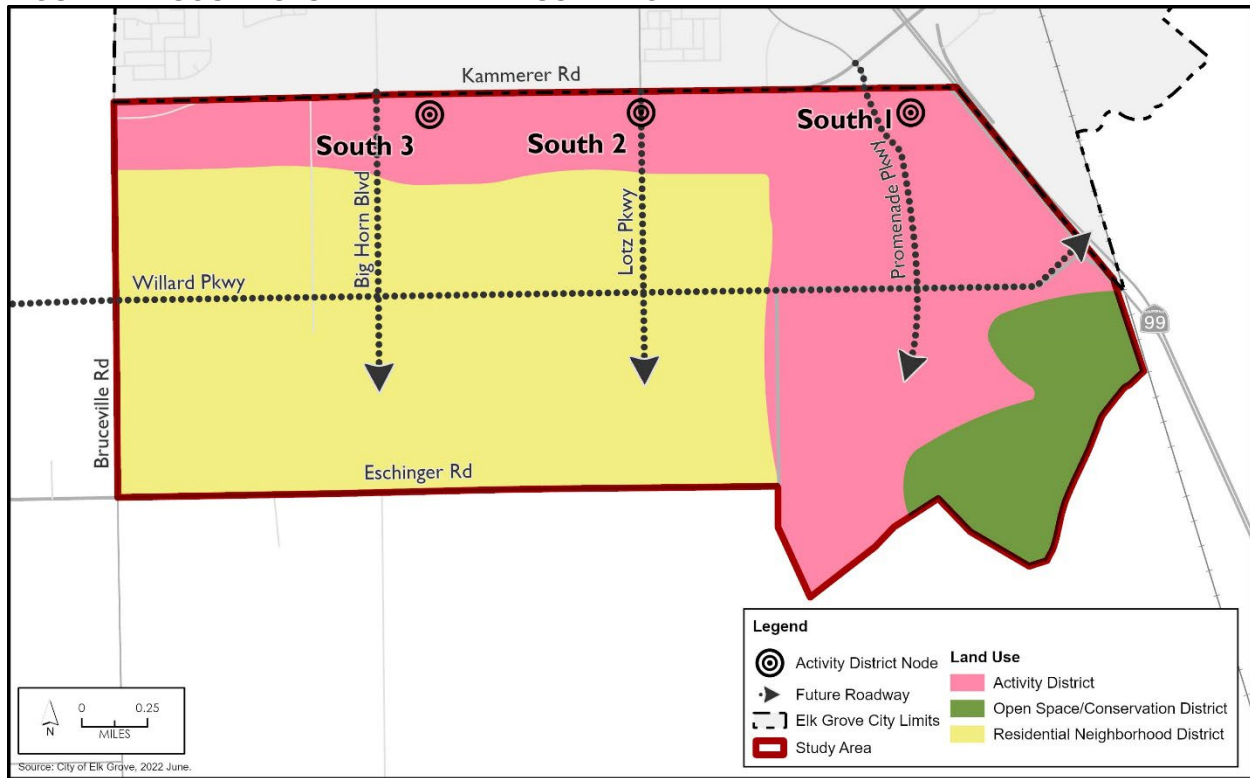 Kammerer Rd
South 3
South 2
South 1
Big Horn Blvd
Lotz Pkwy
Promenade Pkwy
Willard Pkwy
99
Bruceville Rd
Eschinger Rd
Legend
Activity District Node
Future Roadway
Elk Grove City Limits
Study Area
Land Use
Activity District
Open Space/Conservation District
Residential Neighborhood District
N
0 0.25
MILES
Source: City of Elk Grove, 2022 June.